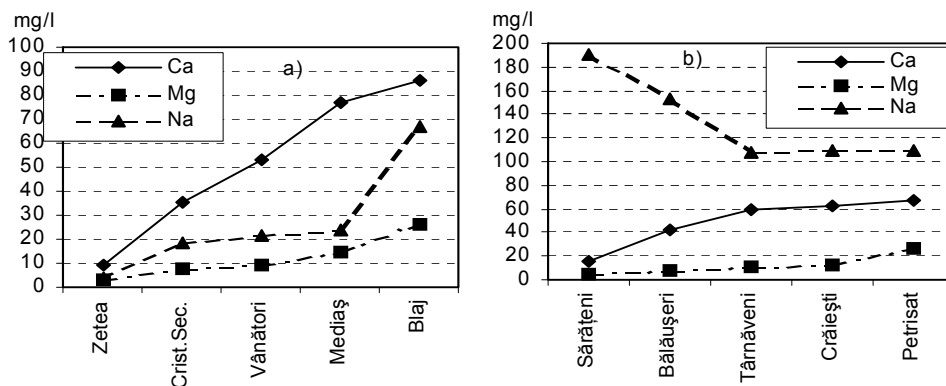 mg/l
100
90
80
70
60
50
40
30
20
10
0
Ca
Mg
Na
a)
Zetea
Crist.Sec.
Vânători
Mediaş
Blaj
mg/l
200
180
160
140
120
100
80
60
40
20
0
b)
Ca
Mg
Na
Sărăţeni
Bălăuşeri
Târnăveni
Crăieşti
Petrisat